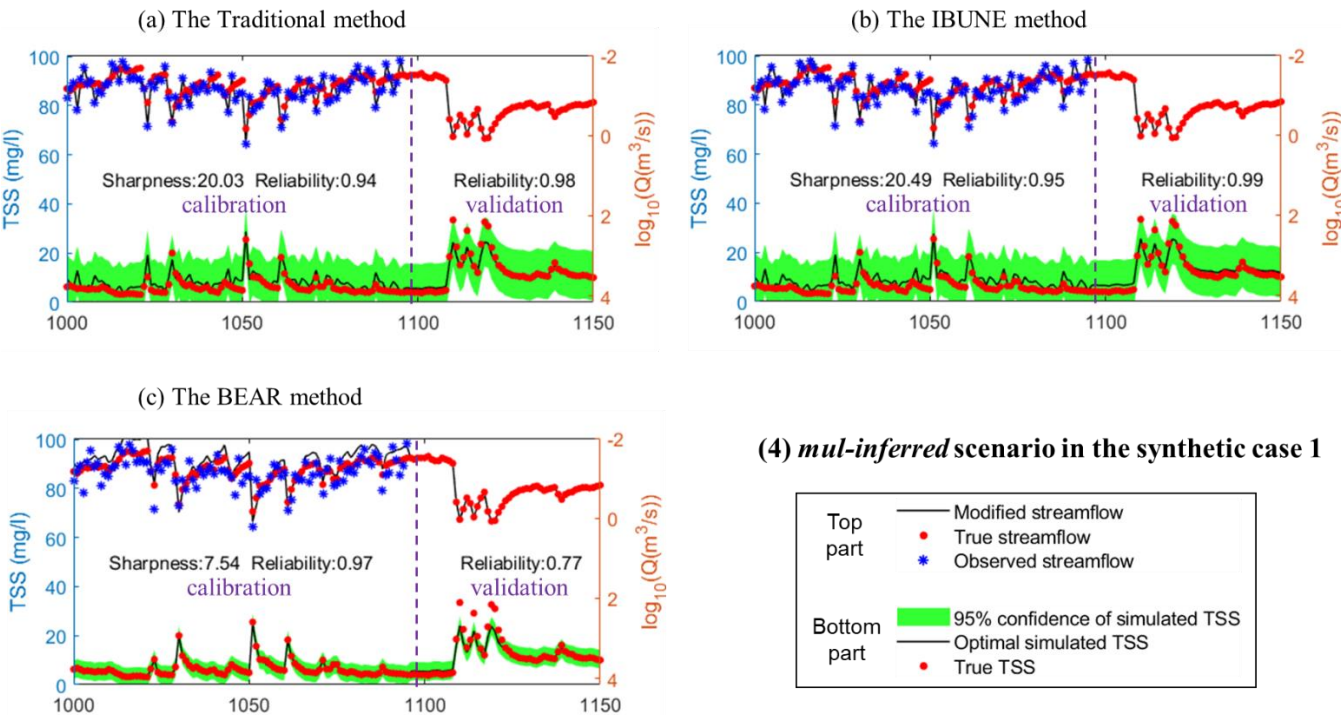 (a) The Traditional method
100
80
60
40
20
0
TSS (mg/l)
-2
0
2
4
log10(Q(m3/s))
Sharpness:20.03 Reliability:0.94
calibration
Reliability:0.98
validation
1000
1050
1100
1150
(b) The IBUNE method
100
80
60
40
20
0
TSS (mg/l)
-2
0
2
4
log10(Q(m3/s))
Sharpness:20.49 Reliability:0.95
calibration
Reliability:0.99
validation
1000
1050
1100
1150
(c) The BEAR method
100
80
60
40
20
0
TSS (mg/l)
-2
0
2
4
log10(Q(m3/s))
Sharpness:7.54 Reliability:0.97
calibration
Reliability:0.77
validation
1000
1050
1100
1150
(4) mul-inferred scenario in the synthetic case 1
Top
part
Modified streamflow
True streamflow
Observed streamflow
Bottom
part
95% confidence of simulated TSS
Optimal simulated TSS
True TSS